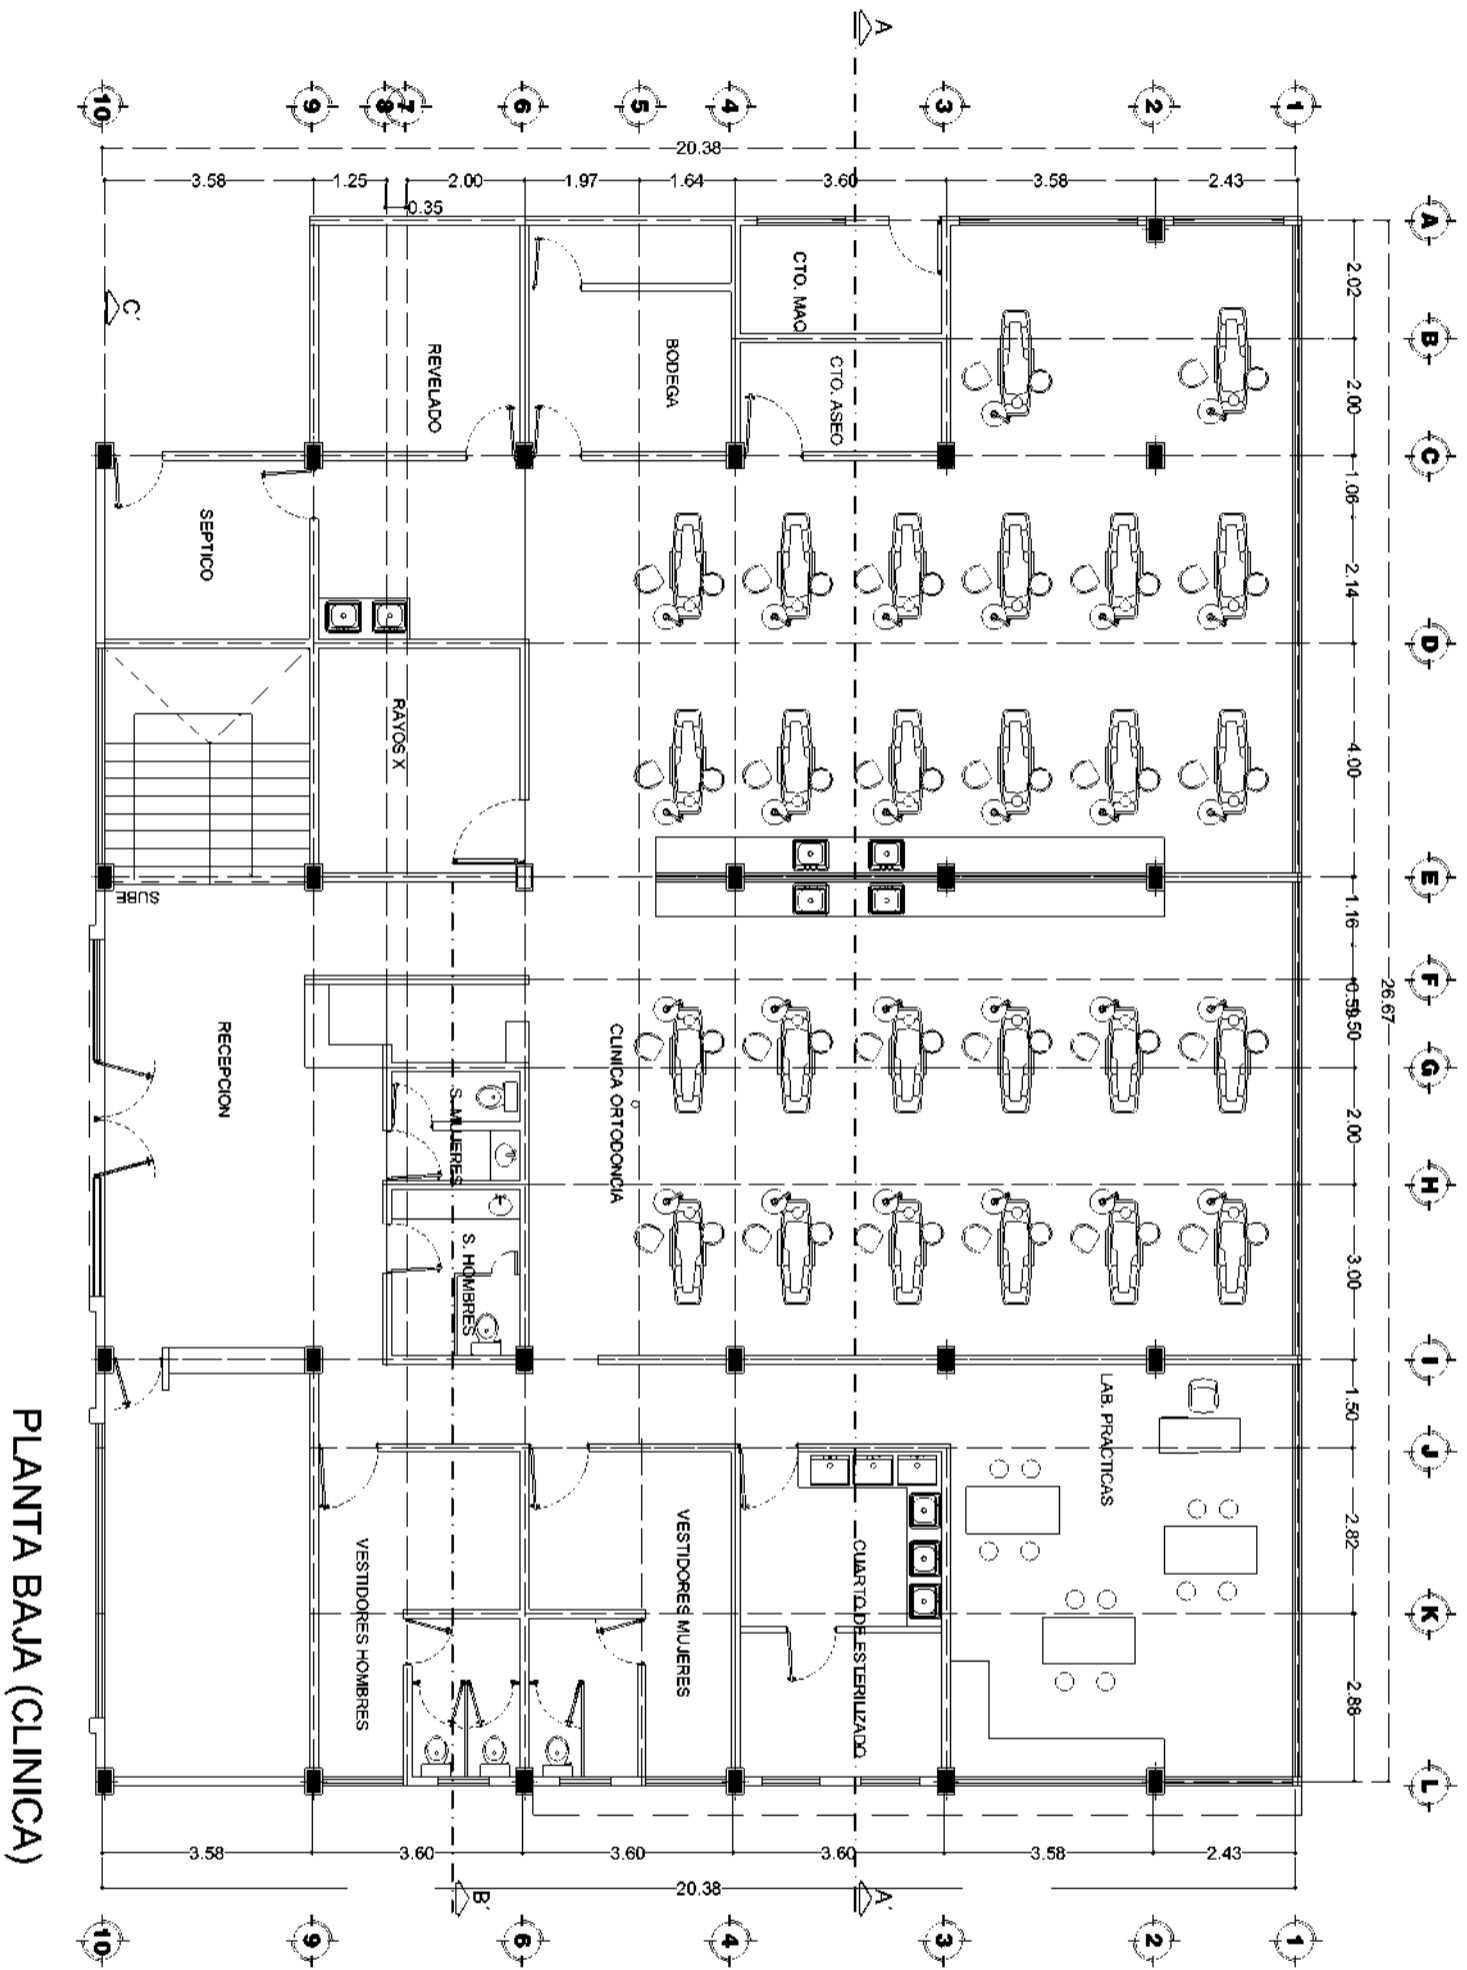 A
10
9
8
7
6
5
4
3
2
1
20.38
3.58
1.25
2.00
1.97
1.64
3.60
3.58
2.43
0.35
A
B
C
D
E
F
G
H
I
J
K
L
2.02
2.00
1.06
2.14
4.00
1.16
0.59
0.50
2.00
3.00
1.50
2.82
2.88
26.67
C'
CTO. MAQ
CTO. ASEO
BODEGA
REVELADO
SEPTICO
RAYOS X
SUBE
RECEPCION
S. MUJERES
S. HOMBRES
CLINICA ORTODONCIA
LAB. PRACTICAS
VESTIDORES HOMBRES
VESTIDORES MUJERES
CUARTO DE ESTERILIZADO
3.58
3.60
3.60
3.60
3.58
2.43
20.38
B'
A'
10
9
6
4
3
2
1
PLANTA BAJA (CLINICA)